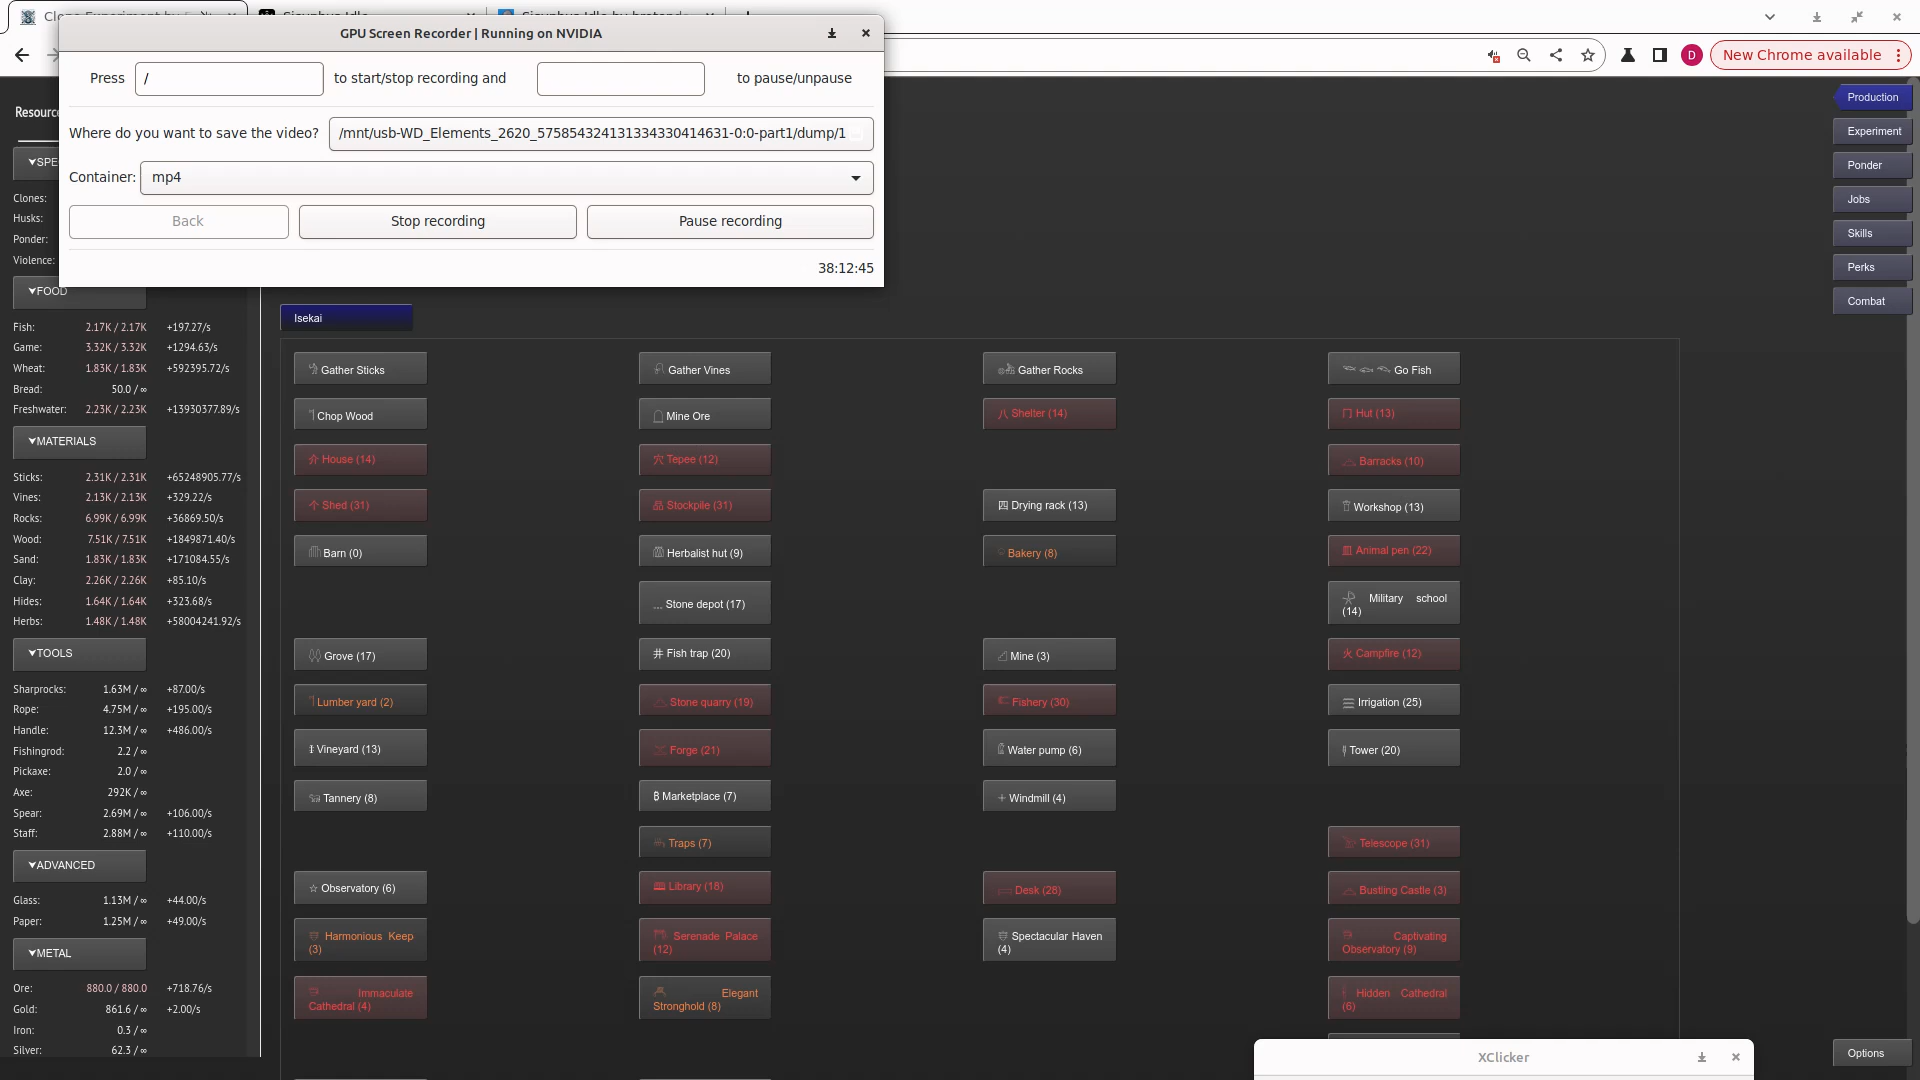 GPU Screen Recorder | Running on NVIDIA
New Chrome available
D
Press / to start/stop recording and to pause/unpause
Where do you want to save the video? /mnt/usb-WD_Elements_2620_575854324131334330414631-0:0-part1/dump/1
Container: mp4
Back Stop recording Pause recording
38:12:45
Resourc
▼SPE
Clones:
Husks:
Ponder:
Violence:
▼FOOD
Fish: 2.17K / 2.17K +197.27/s
Game: 3.32K / 3.32K +1294.63/s
Wheat: 1.83K / 1.83K +592395.72/s
Bread: 50.0 / ∞
Freshwater: 2.23K / 2.23K +13930377.89/s
▼MATERIALS
Sticks: 2.31K / 2.31K +65248905.77/s
Vines: 2.13K / 2.13K +329.22/s
Rocks: 6.99K / 6.99K +36869.50/s
Wood: 7.51K / 7.51K +1849871.40/s
Sand: 1.83K / 1.83K +171084.55/s
Clay: 2.26K / 2.26K +85.10/s
Hides: 1.64K / 1.64K +323.68/s
Herbs: 1.48K / 1.48K +58004241.92/s
▼TOOLS
Sharprocks: 1.63M / ∞ +87.00/s
Rope: 4.75M / ∞ +195.00/s
Handle: 12.3M / ∞ +486.00/s
Fishingrod: 2.2 / ∞
Pickaxe: 2.0 / ∞
Axe: 292K / ∞
Spear: 2.69M / ∞ +106.00/s
Staff: 2.88M / ∞ +110.00/s
▼ADVANCED
Glass: 1.13M / ∞ +44.00/s
Paper: 1.25M / ∞ +49.00/s
▼METAL
Ore: 880.0 / 880.0 +718.76/s
Gold: 861.6 / ∞ +2.00/s
Iron: 0.3 / ∞
Silver: 62.3 / ∞
Isekai
Gather Sticks Gather Vines Gather Rocks Go Fish
Chop Wood Mine Ore Shelter (14) Hut (13)
House (14) Tepee (12) Barracks (10)
Shed (31) Stockpile (31) Drying rack (13) Workshop (13)
Barn (0) Herbalist hut (9) Bakery (8) Animal pen (22)
Stone depot (17) Military school (14)
Grove (17) Fish trap (20) Mine (3) Campfire (12)
Lumber yard (2) Stone quarry (19) Fishery (30) Irrigation (25)
Vineyard (13) Forge (21) Water pump (6) Tower (20)
Tannery (8) Marketplace (7) Windmill (4)
Traps (7) Telescope (31)
Observatory (6) Library (18) Desk (28) Bustling Castle (3)
Harmonious Keep (3) Serenade Palace (12) Spectacular Haven (4) Captivating Observatory (9)
Immaculate Cathedral (4) Elegant Stronghold (8) Hidden Cathedral (6)
Production
Experiment
Ponder
Jobs
Skills
Perks
Combat
XClicker
Options